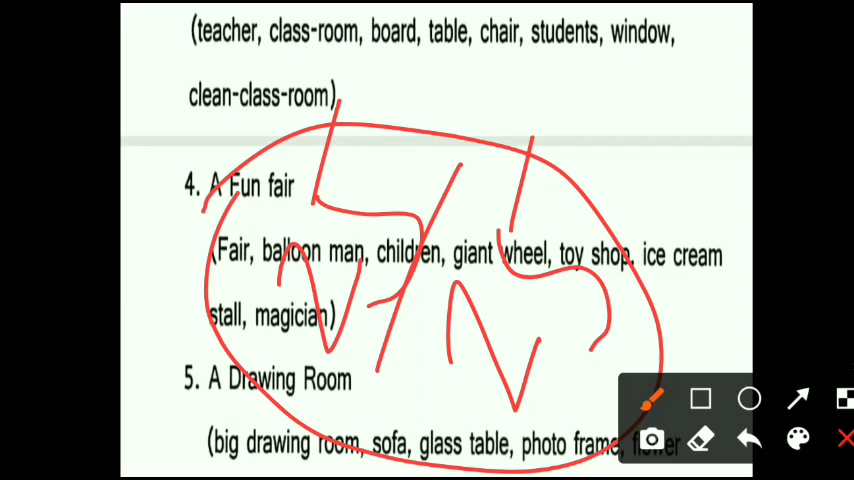 (teacher, class-room, board, table, chair, students, window,
clean-class-room)
4. A Fun fair
(Fair, balloon man, children, giant wheel, toy shop, ice cream
stall, magician)
5. A Drawing Room
(big drawing room, sofa, glass table, photo frame, flower